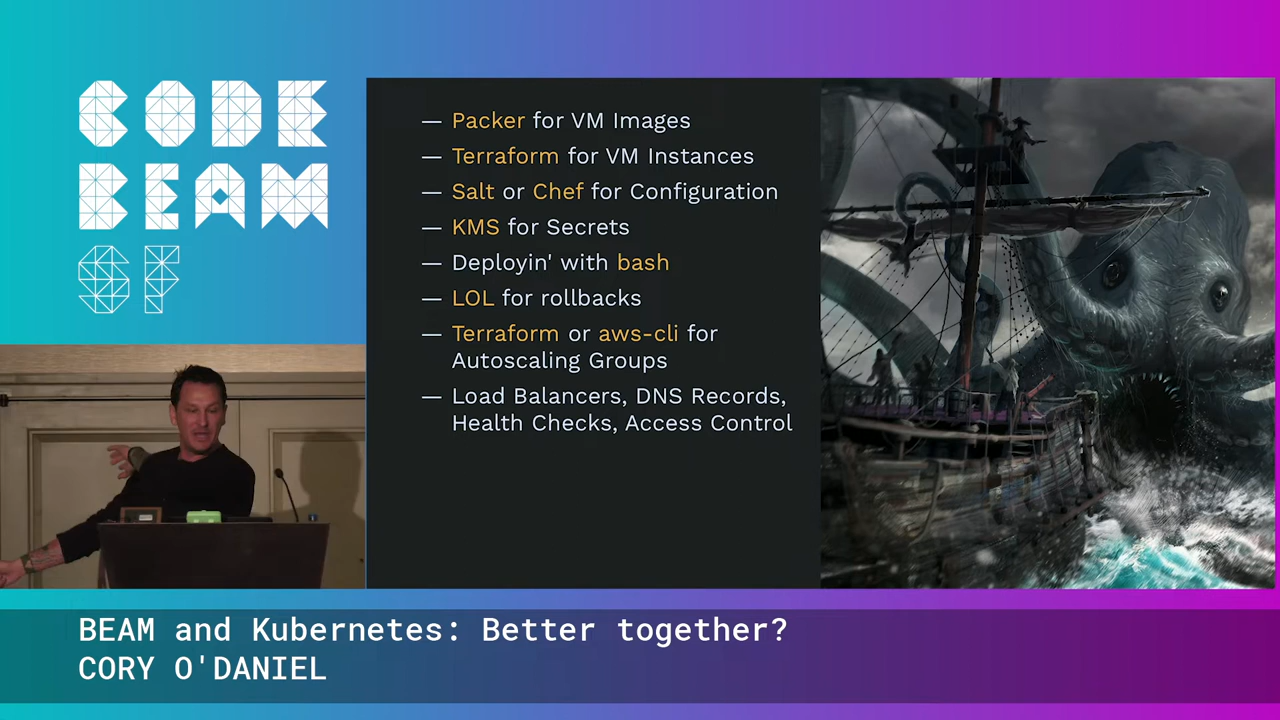 CODE
BEAM
SF
— Packer for VM Images
— Terraform for VM Instances
— Salt or Chef for Configuration
— KMS for Secrets
— Deployin' with bash
— LOL for rollbacks
— Terraform or aws-cli for
Autoscaling Groups
— Load Balancers, DNS Records,
Health Checks, Access Control
BEAM and Kubernetes: Better together?
CORY O'DANIEL